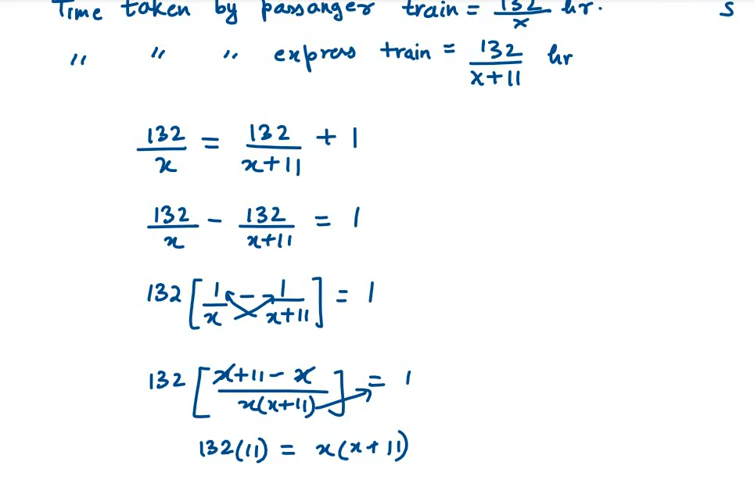 Time taken by passanger train = 132/x hr. S
" " " express train = 132/x+11 hr
132/x = 132/x+11 + 1
132/x - 132/x+11 = 1
132 [1/x - 1/x+11] = 1
132 [x+11-x/x(x+11)] = 1
132(11) = x(x+11)